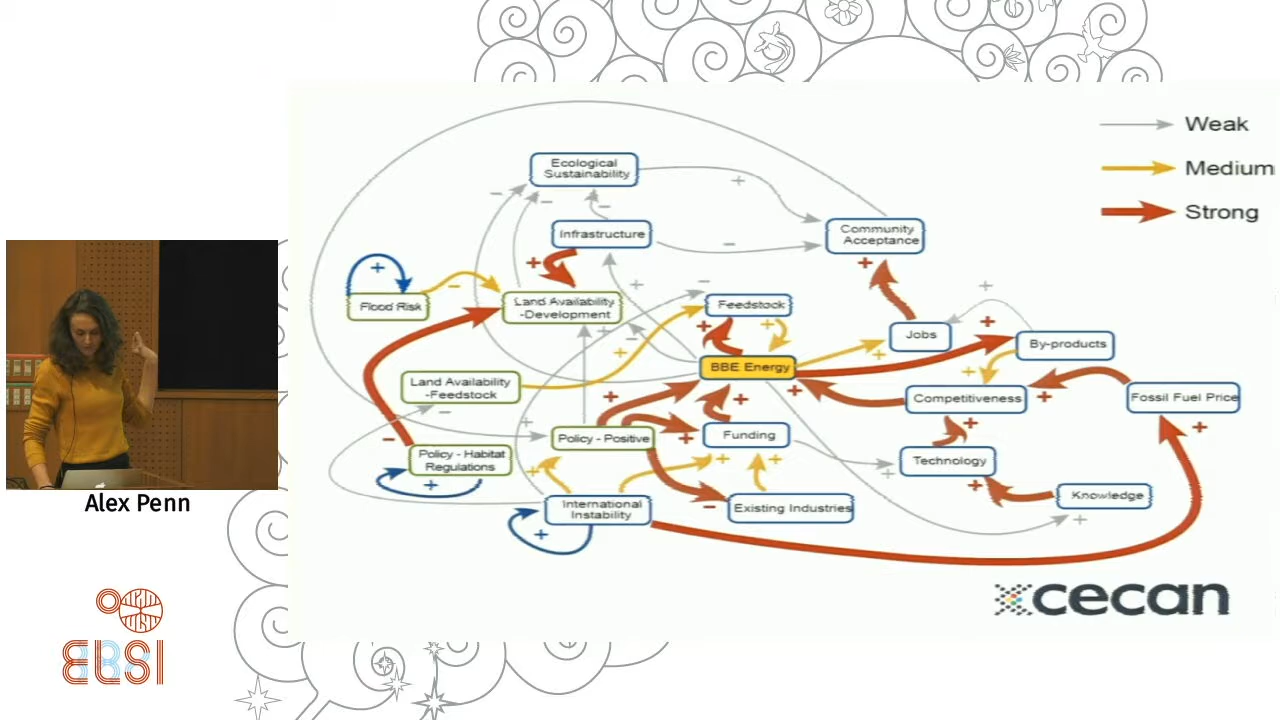 Weak
Medium
Strong
Ecological
Sustainability
Infrastructure
Community
Acceptance
Flood Risk
Land Availability
-Development
Feedstock
Jobs
By-products
BBE Energy
Land Availability
-Feedstock
Competitiveness
Fossil Fuel Price
Policy - Positive
Funding
Policy - Habitat
Regulations
Technology
Knowledge
International
Instability
Existing Industries
Alex Penn
cecan
ELSI